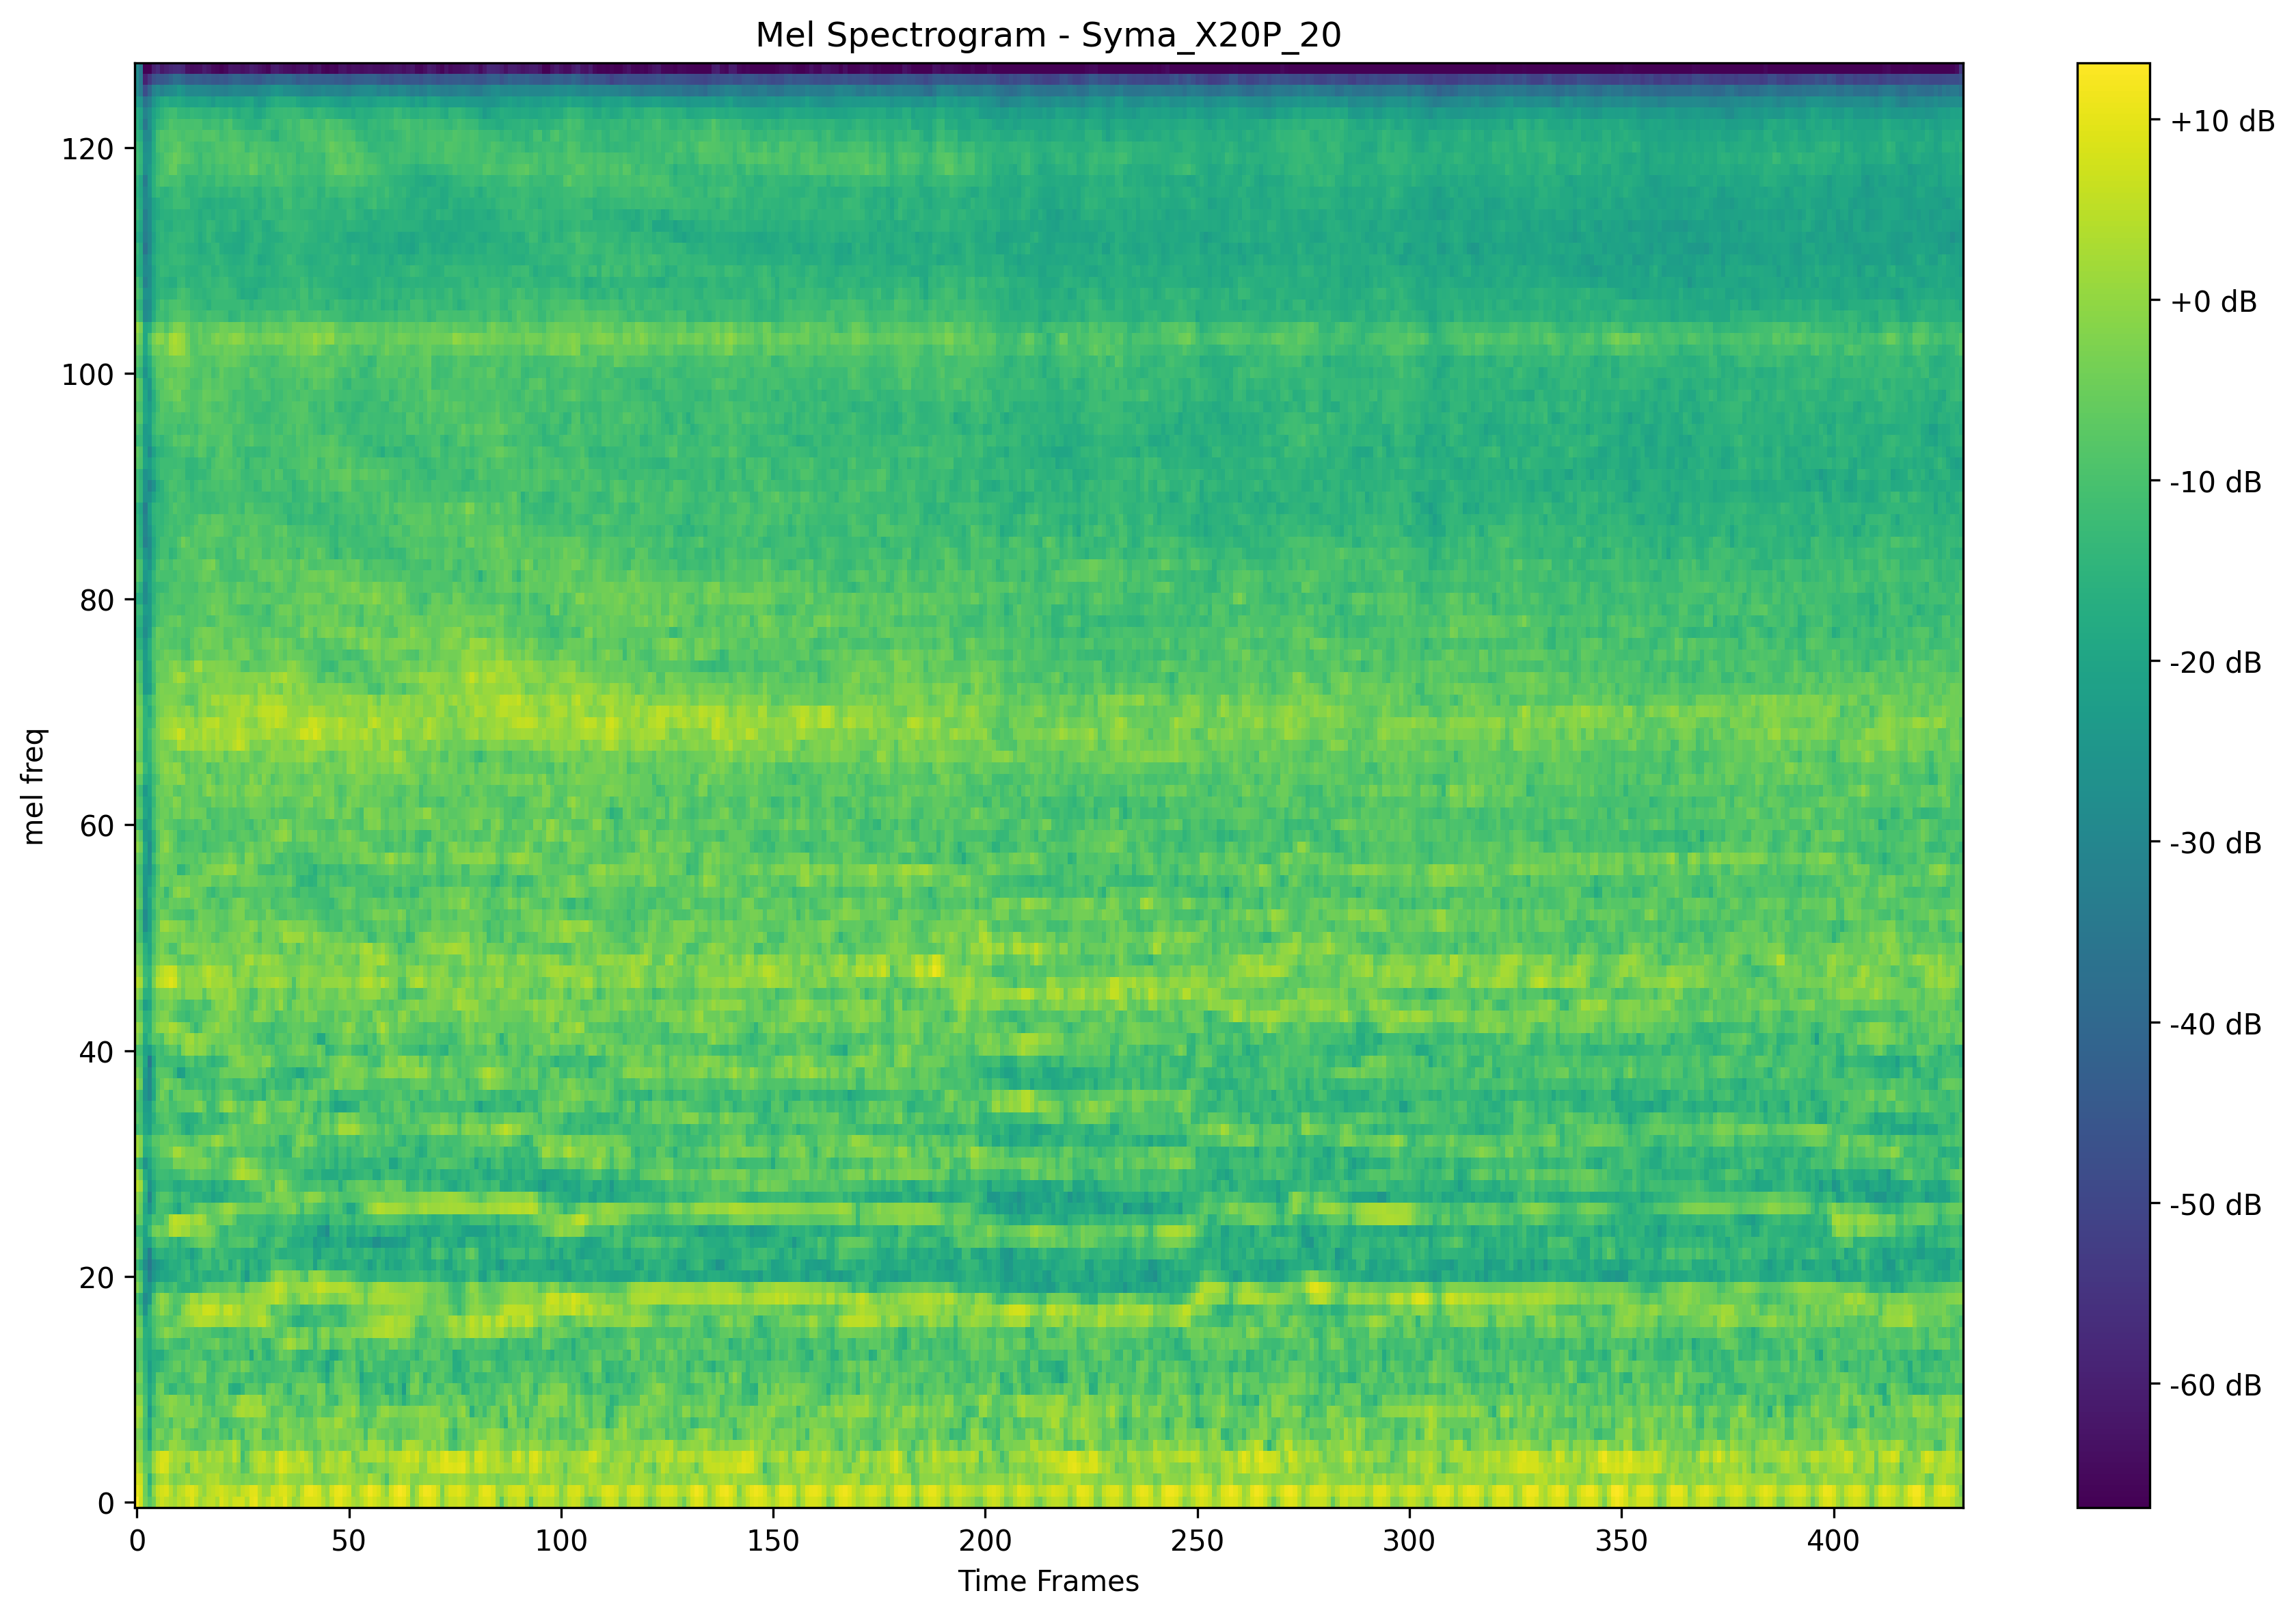 Mel Spectrogram - Syma_X20P_20
mel freq
120
100
80
60
40
20
0
0 50 100 150 200 250 300 350 400
Time Frames
+10 dB
+0 dB
-10 dB
-20 dB
-30 dB
-40 dB
-50 dB
-60 dB